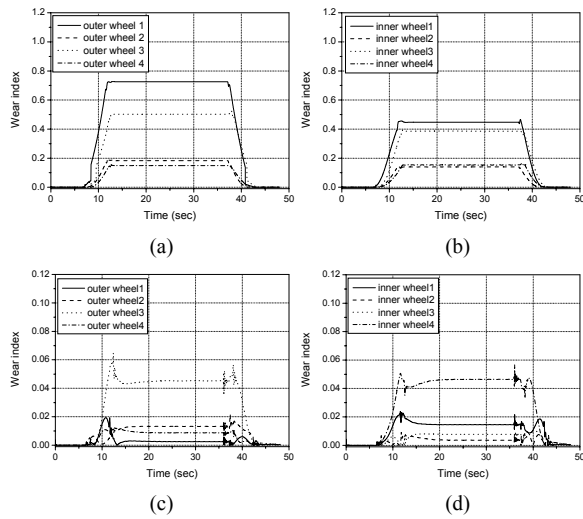 1.2
1.0
0.8
0.6
0.4
0.2
0.0
Wear index
outer wheel 1
outer wheel 2
outer wheel 3
outer wheel 4
0 10 20 30 40 50
Time (sec)
(a)
1.2
1.0
0.8
0.6
0.4
0.2
0.0
Wear index
inner wheel1
inner wheel2
inner wheel3
inner wheel4
0 10 20 30 40 50
Time (sec)
(b)
0.12
0.10
0.08
0.06
0.04
0.02
0.00
Wear index
outer wheel1
outer wheel2
outer wheel3
outer wheel4
0 10 20 30 40 50
Time (sec)
(c)
0.12
0.10
0.08
0.06
0.04
0.02
0.00
Wear index
inner wheel1
inner wheel2
inner wheel3
inner wheel4
0 10 20 30 40 50
Time (sec)
(d)